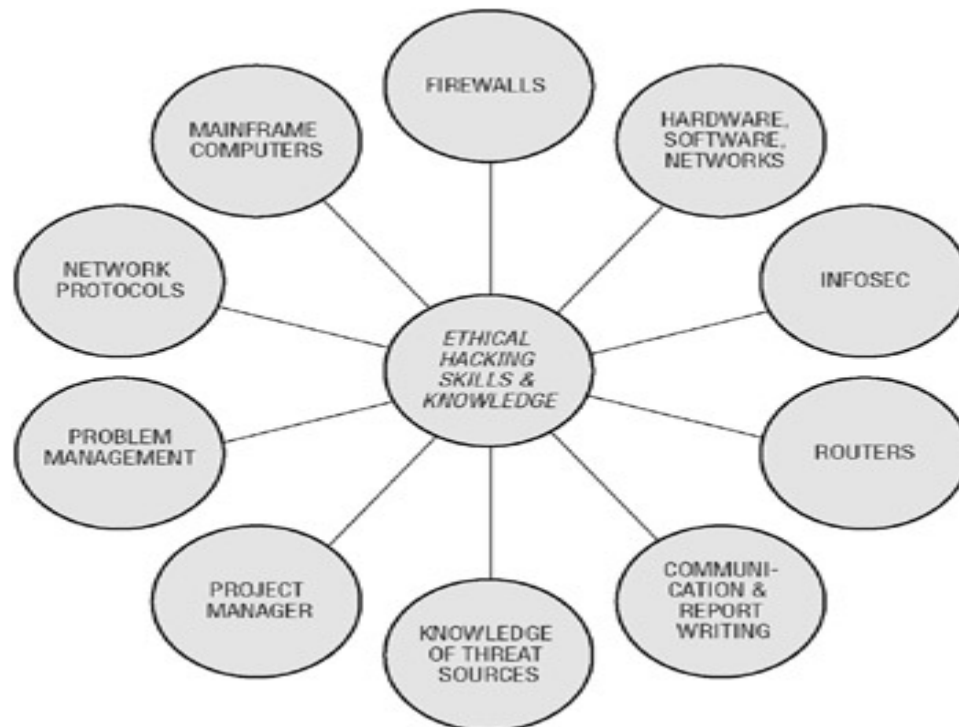 FIREWALLS
HARDWARE,
SOFTWARE,
NETWORKS
INFOSEC
ROUTERS
COMMUNI-
CATION &
REPORT
WRITING
KNOWLEDGE
OF THREAT
SOURCES
PROJECT
MANAGER
PROBLEM
MANAGEMENT
NETWORK
PROTOCOLS
MAINFRAME
COMPUTERS
ETHICAL
HACKING
SKILLS &
KNOWLEDGE